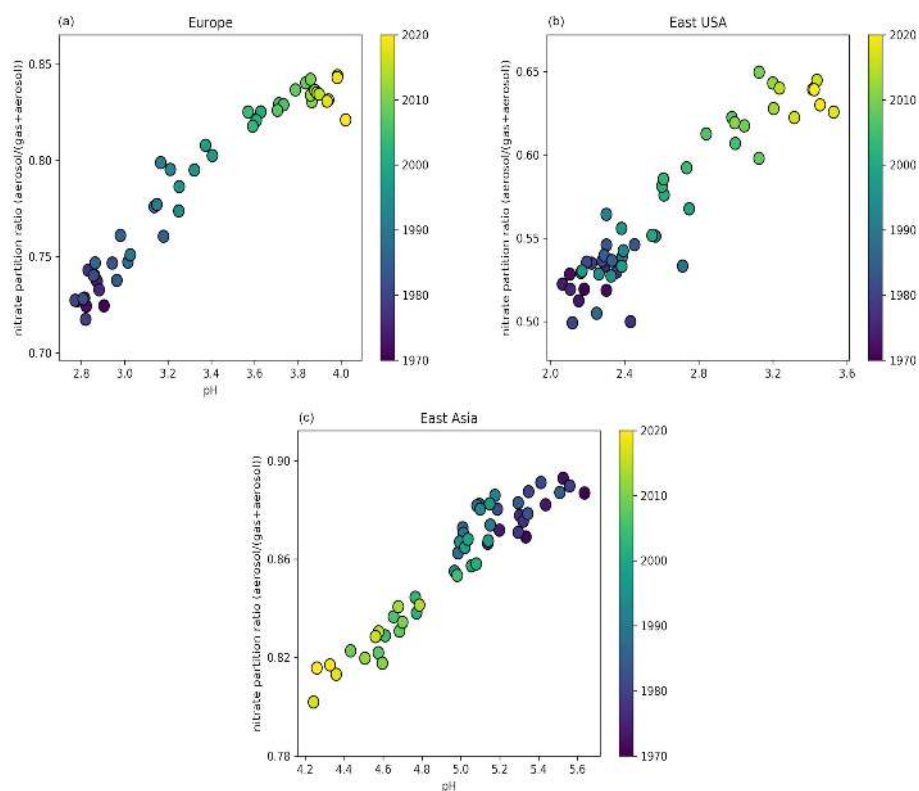 (a)
Europe
nitrate partition ratio (aerosol/(gas+aerosol))
0.85
0.80
0.75
0.70
2.8 3.0 3.2 3.4 3.6 3.8 4.0
pH
2020
2010
2000
1990
1980
1970
(b)
East USA
nitrate partition ratio (aerosol/(gas+aerosol))
0.65
0.60
0.55
0.50
2.0 2.4 2.8 3.2 3.6
2020
2010
2000
1990
1980
1970
(c)
East Asia
nitrate partition ratio (aerosol/(gas+aerosol))
0.90
0.86
0.82
0.78
4.2 4.4 4.6 4.8 5.0 5.2 5.4 5.6
2020
2010
2000
1990
1980
1970